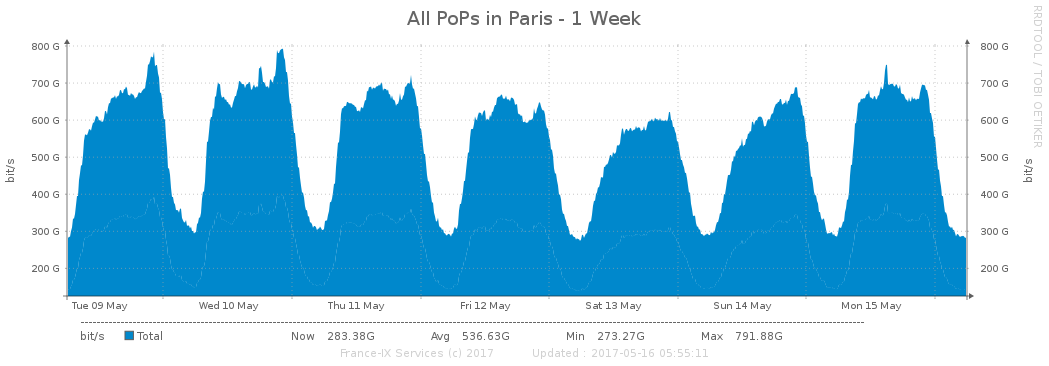 All PoPs in Paris - 1 Week
RRDTOOL / TOBI OETIKER
800 G 800 G
700 G 700 G
600 G 600 G
500 G 500 G
400 G 400 G
300 G 300 G
200 G 200 G
bit/s bit/s
Tue 09 May Wed 10 May Thu 11 May Fri 12 May Sat 13 May Sun 14 May Mon 15 May
bit/s Total Now 283.38G Avg 536.63G Min 273.27G Max 791.88G
France-IX Services (c) 2017 Updated : 2017-05-16 05:55:11